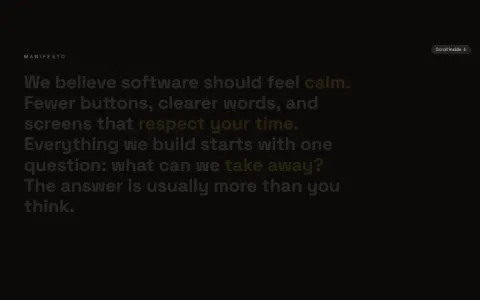 MANIFESTO
Scroll inside ↓
We believe software should feel calm.
Fewer buttons, clearer words, and
screens that respect your time.
Everything we build starts with one
question: what can we take away?
The answer is usually more than you
think.